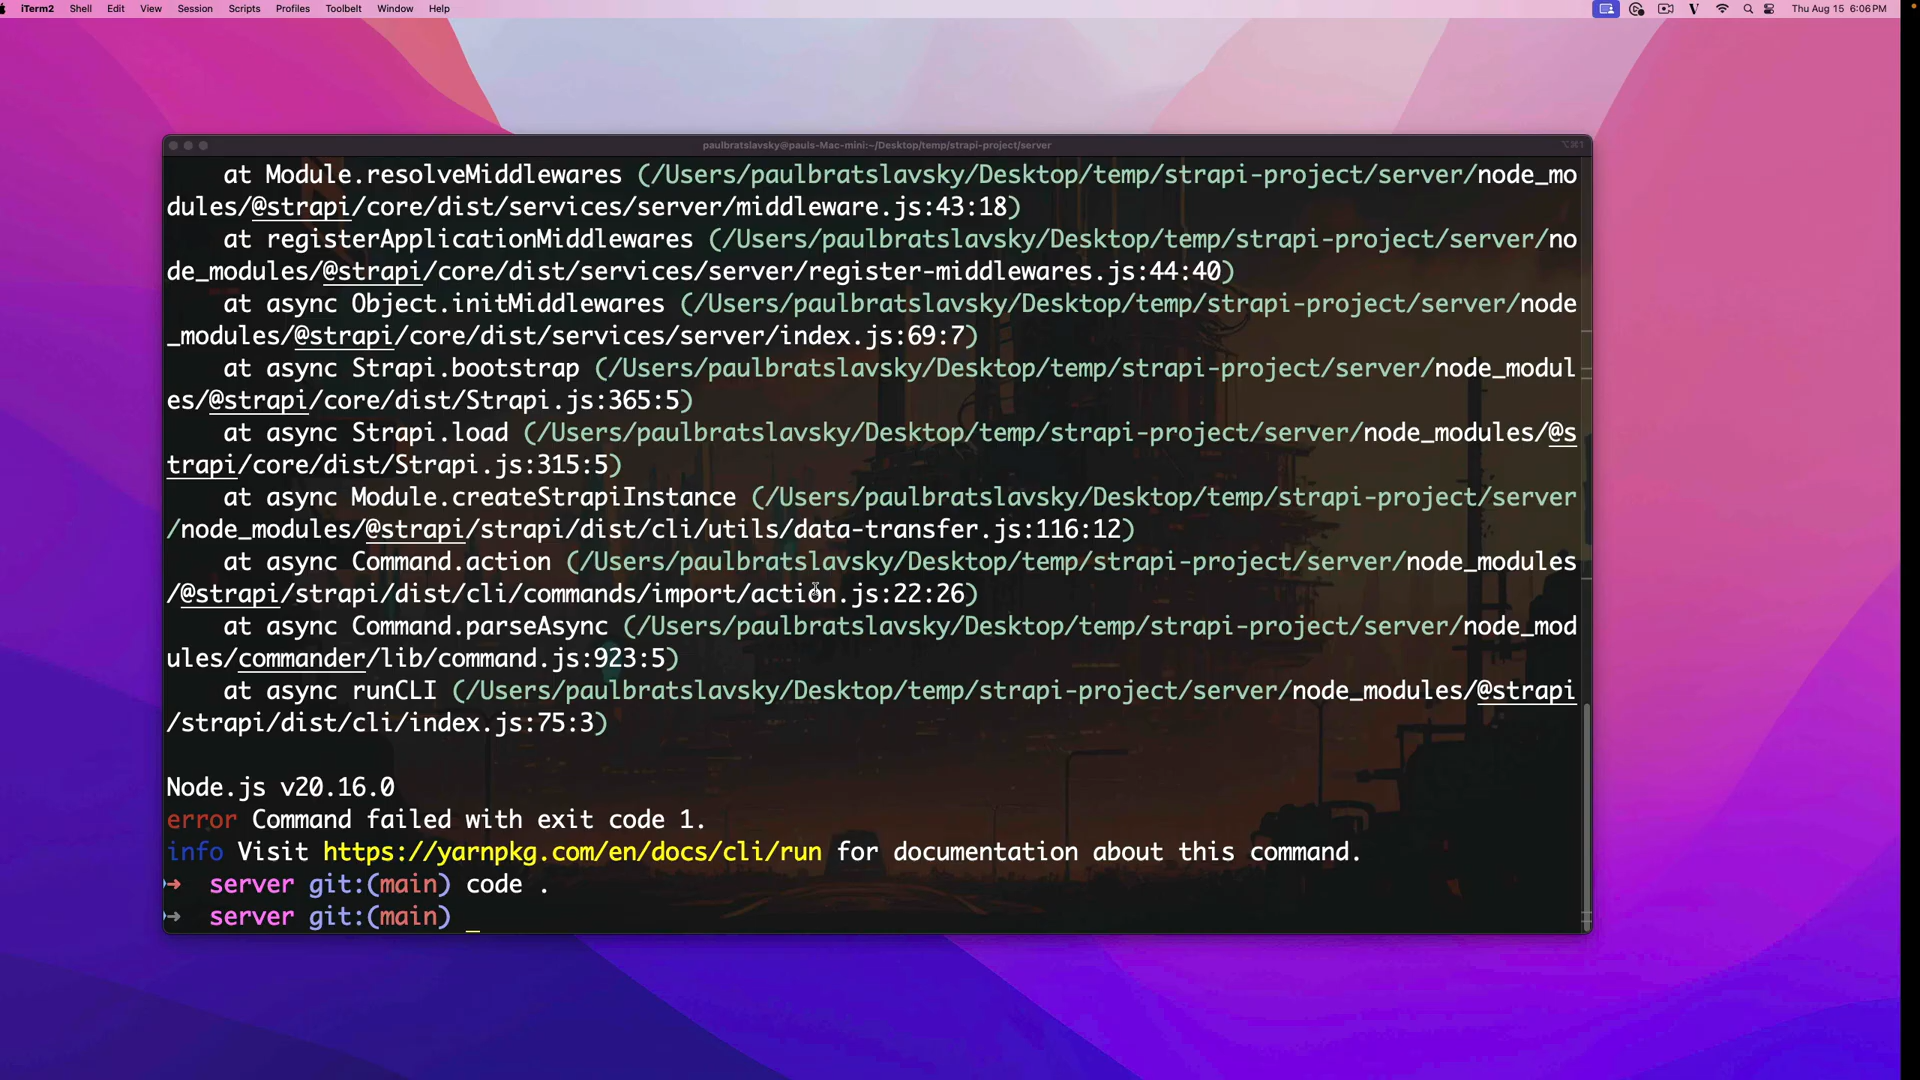 iTerm2 Shell Edit View Session Scripts Profiles Toolbelt Window Help Thu Aug 15 6:06 PM
paulbratslavsky@pauls-Mac-mini:~/Desktop/temp/strapi-project/server ⌥⌘1
at Module.resolveMiddlewares (/Users/paulbratslavsky/Desktop/temp/strapi-project/server/node_mo
dules/@strapi/core/dist/services/server/middleware.js:43:18)
at registerApplicationMiddlewares (/Users/paulbratslavsky/Desktop/temp/strapi-project/server/no
de_modules/@strapi/core/dist/services/server/register-middlewares.js:44:40)
at async Object.initMiddlewares (/Users/paulbratslavsky/Desktop/temp/strapi-project/server/node
_modules/@strapi/core/dist/services/server/index.js:69:7)
at async Strapi.bootstrap (/Users/paulbratslavsky/Desktop/temp/strapi-project/server/node_modul
es/@strapi/core/dist/Strapi.js:365:5)
at async Strapi.load (/Users/paulbratslavsky/Desktop/temp/strapi-project/server/node_modules/@s
trapi/core/dist/Strapi.js:315:5)
at async Module.createStrapiInstance (/Users/paulbratslavsky/Desktop/temp/strapi-project/server
/node_modules/@strapi/strapi/dist/cli/utils/data-transfer.js:116:12)
at async Command.action (/Users/paulbratslavsky/Desktop/temp/strapi-project/server/node_modules
/@strapi/strapi/dist/cli/commands/import/action.js:22:26)
at async Command.parseAsync (/Users/paulbratslavsky/Desktop/temp/strapi-project/server/node_mod
ules/commander/lib/command.js:923:5)
at async runCLI (/Users/paulbratslavsky/Desktop/temp/strapi-project/server/node_modules/@strapi
/strapi/dist/cli/index.js:75:3)
Node.js v20.16.0
error Command failed with exit code 1.
info Visit https://yarnpkg.com/en/docs/cli/run for documentation about this command.
➜ server git:(main) code .
➜ server git:(main) _